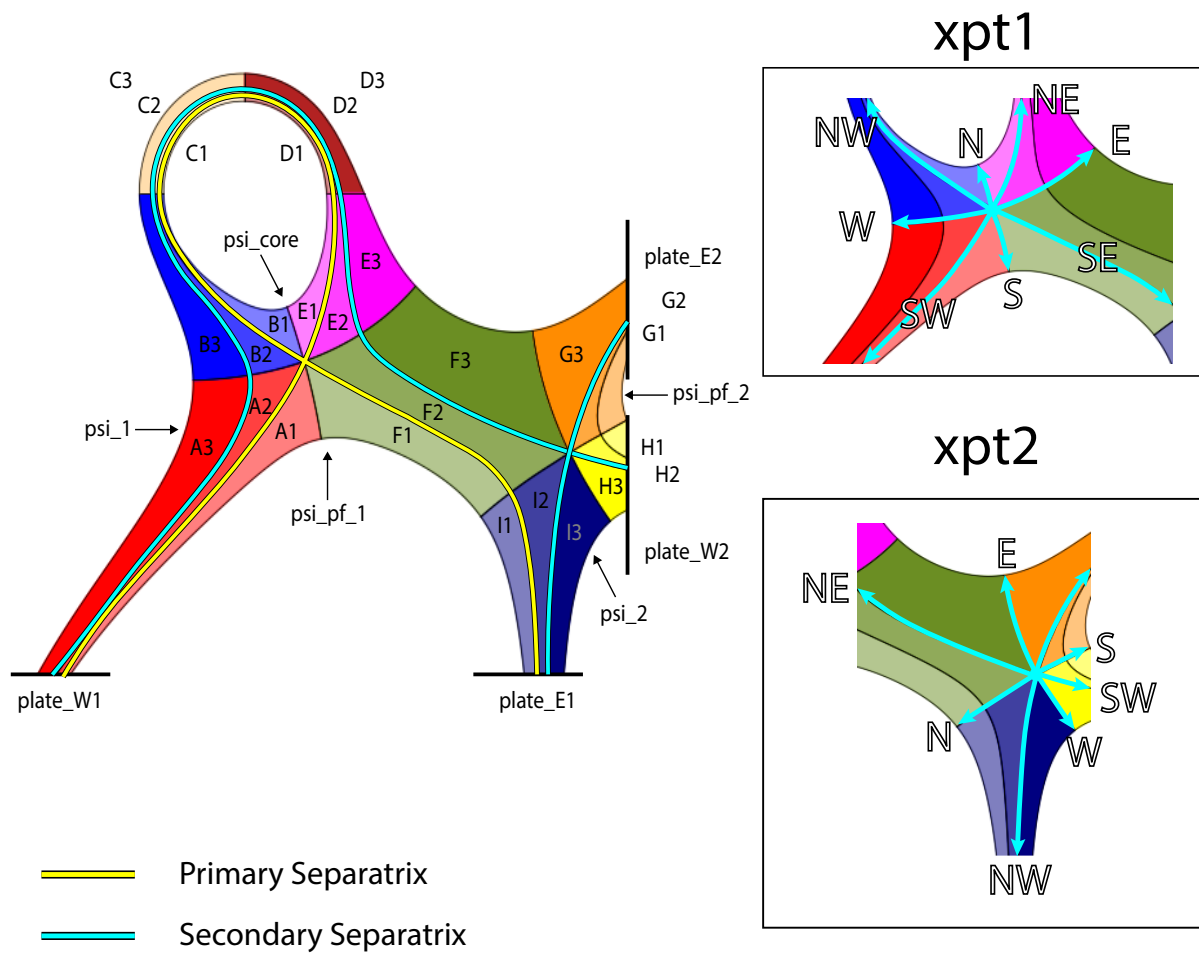 xpt1
C3
D3
C2
D2
C1
D1
psi_core
E3
E1
B1
E2
B3
B2
F3
G3
plate_E2
G2
G1
psi_pf_2
A2
A1
A3
psi_1
F2
F1
H1
H2
H3
psi_pf_1
I2
I1
I3
plate_W2
psi_2
plate_W1
plate_E1
NW
N
NE
E
W
SW
S
SE
xpt2
E
NE
S
SW
N
W
NW
Primary Separatrix
Secondary Separatrix